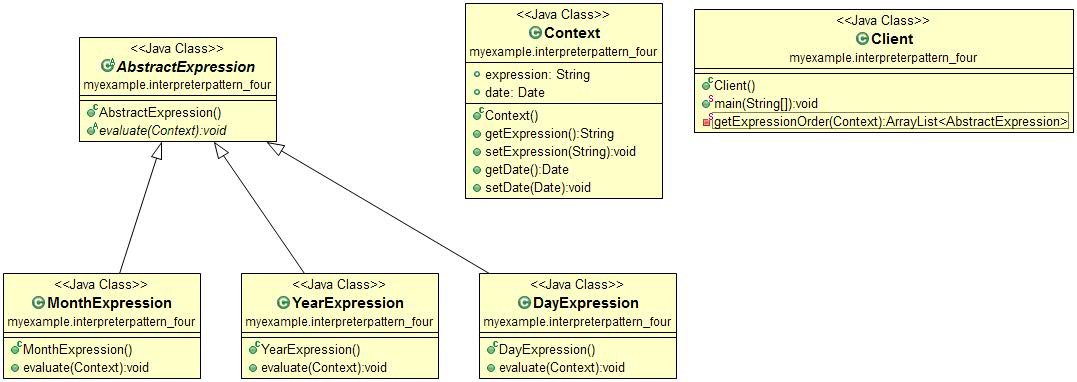 <<Java Class>>
AbstractExpression
myexample.interpreterpattern_four
AbstractExpression()
evaluate(Context):void
<<Java Class>>
Context
myexample.interpreterpattern_four
expression: String
date: Date
Context()
getExpression():String
setExpression(String):void
getDate():Date
setDate(Date):void
<<Java Class>>
Client
myexample.interpreterpattern_four
Client()
main(String[]):void
getExpressionOrder(Context):ArrayList<AbstractExpression>
<<Java Class>>
MonthExpression
myexample.interpreterpattern_four
MonthExpression()
evaluate(Context):void
<<Java Class>>
YearExpression
myexample.interpreterpattern_four
YearExpression()
evaluate(Context):void
<<Java Class>>
DayExpression
myexample.interpreterpattern_four
DayExpression()
evaluate(Context):void